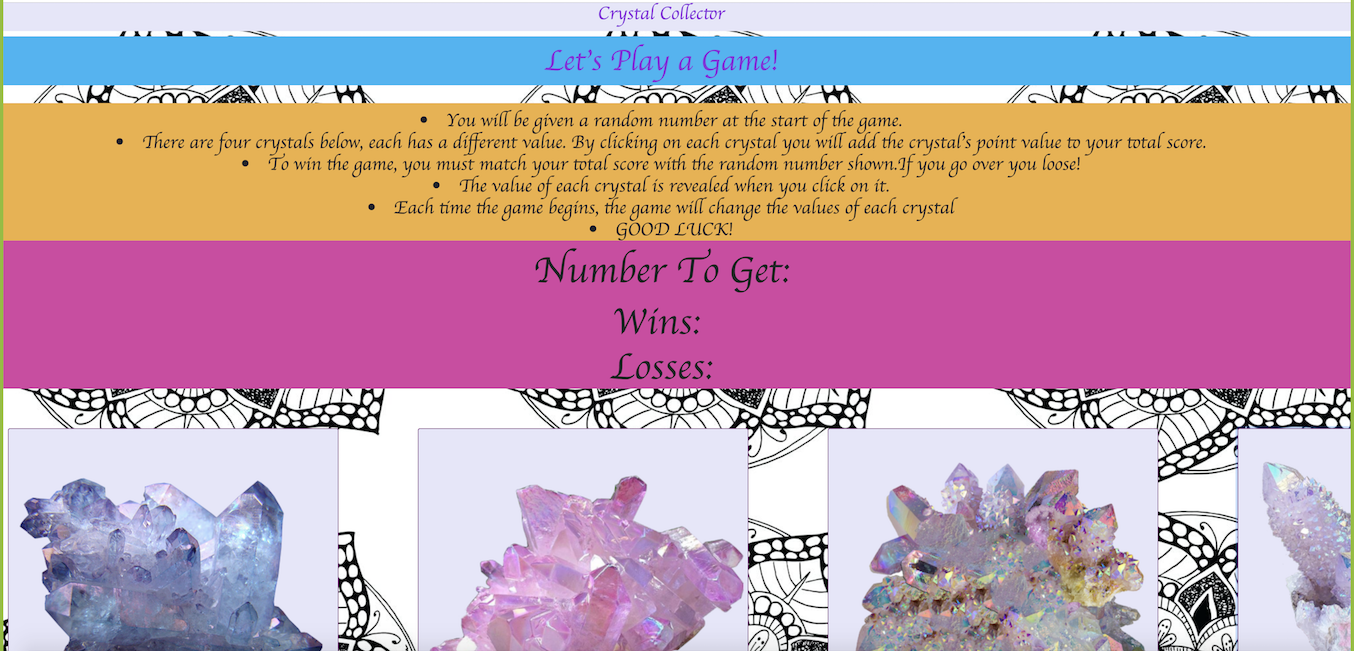 Crystal Collector
Let's Play a Game!
• You will be given a random number at the start of the game.
• There are four crystals below, each has a different value. By clicking on each crystal you will add the crystal's point value to your total score.
• To win the game, you must match your total score with the random number shown.If you go over you loose!
• The value of each crystal is revealed when you click on it.
• Each time the game begins, the game will change the values of each crystal
• GOOD LUCK!
Number To Get:
Wins:
Losses: